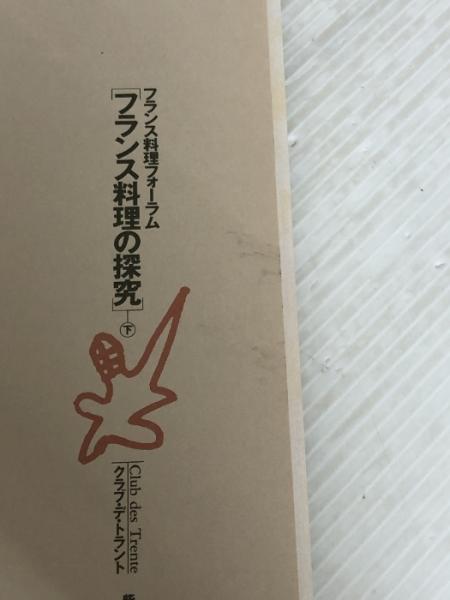 フランス料理フォーラム
[フランス料理の探究]
下
Club des Trente
クラブ・デ・トラント
柴